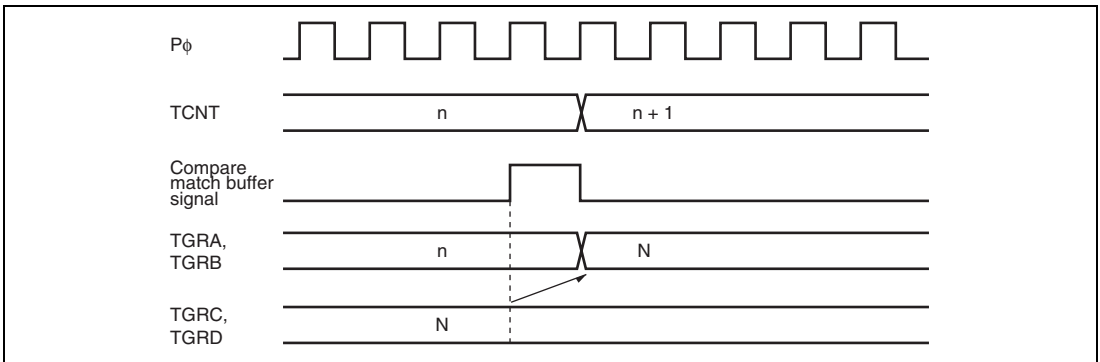 Pϕ
TCNT
n
n + 1
Compare
match buffer
signal
TGRA,
TGRB
n
N
TGRC,
TGRD
N